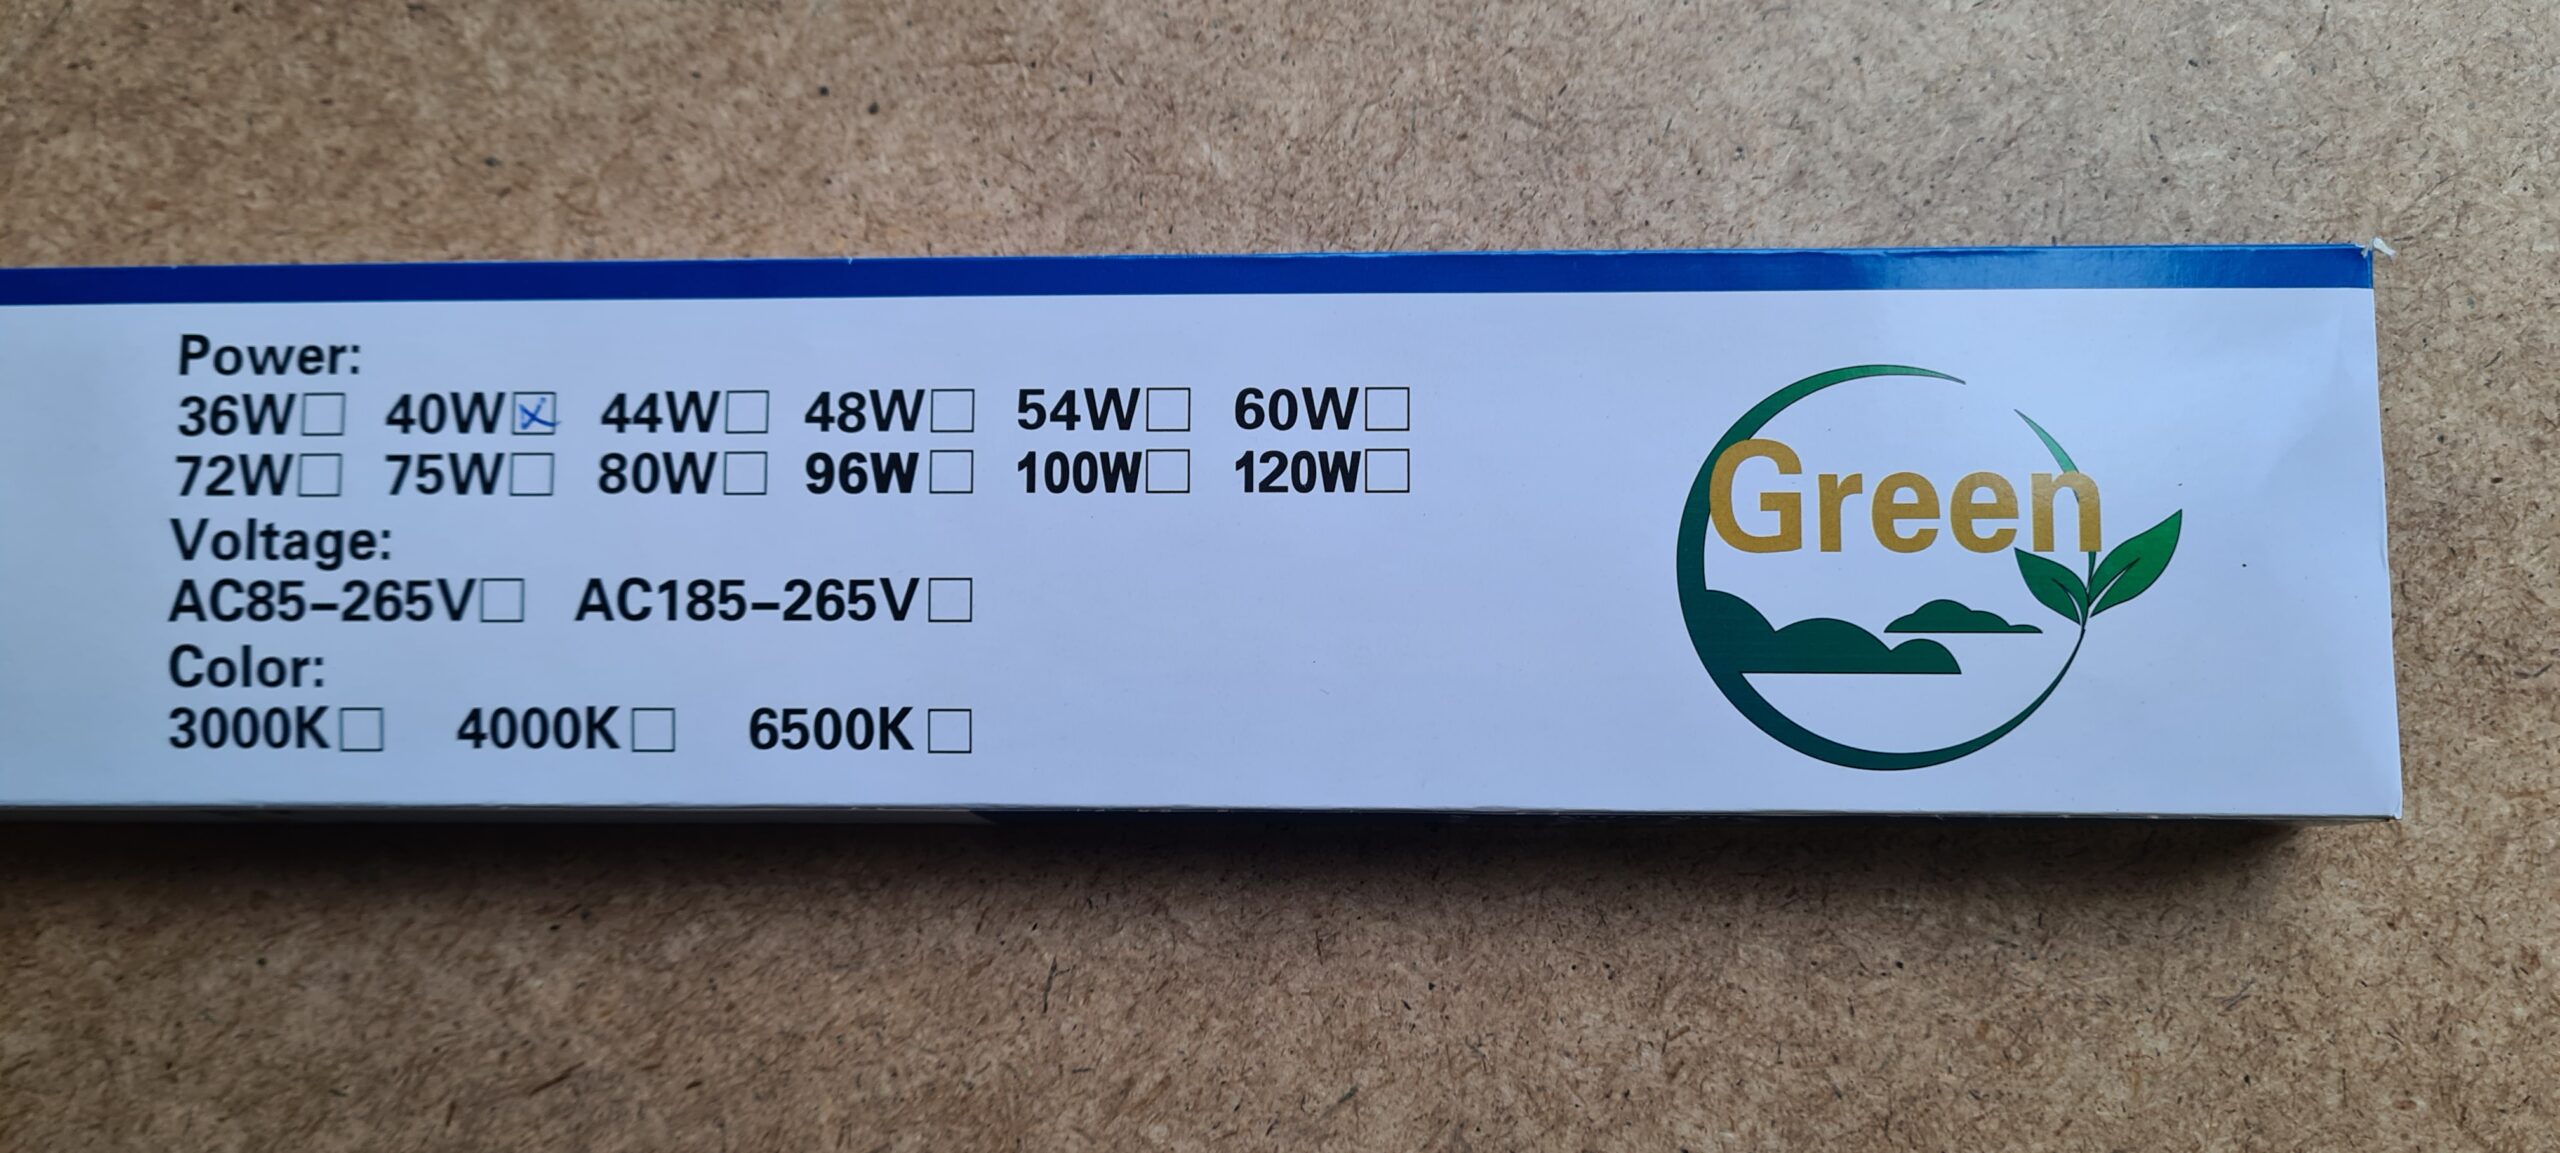 Power:
36W☐ 40W☒ 44W☐ 48W☐ 54W☐ 60W☐
72W☐ 75W☐ 80W☐ 96W☐ 100W☐ 120W☐
Voltage:
AC85-265V☐ AC185-265V☐
Color:
3000K☐ 4000K☐ 6500K☐
Green